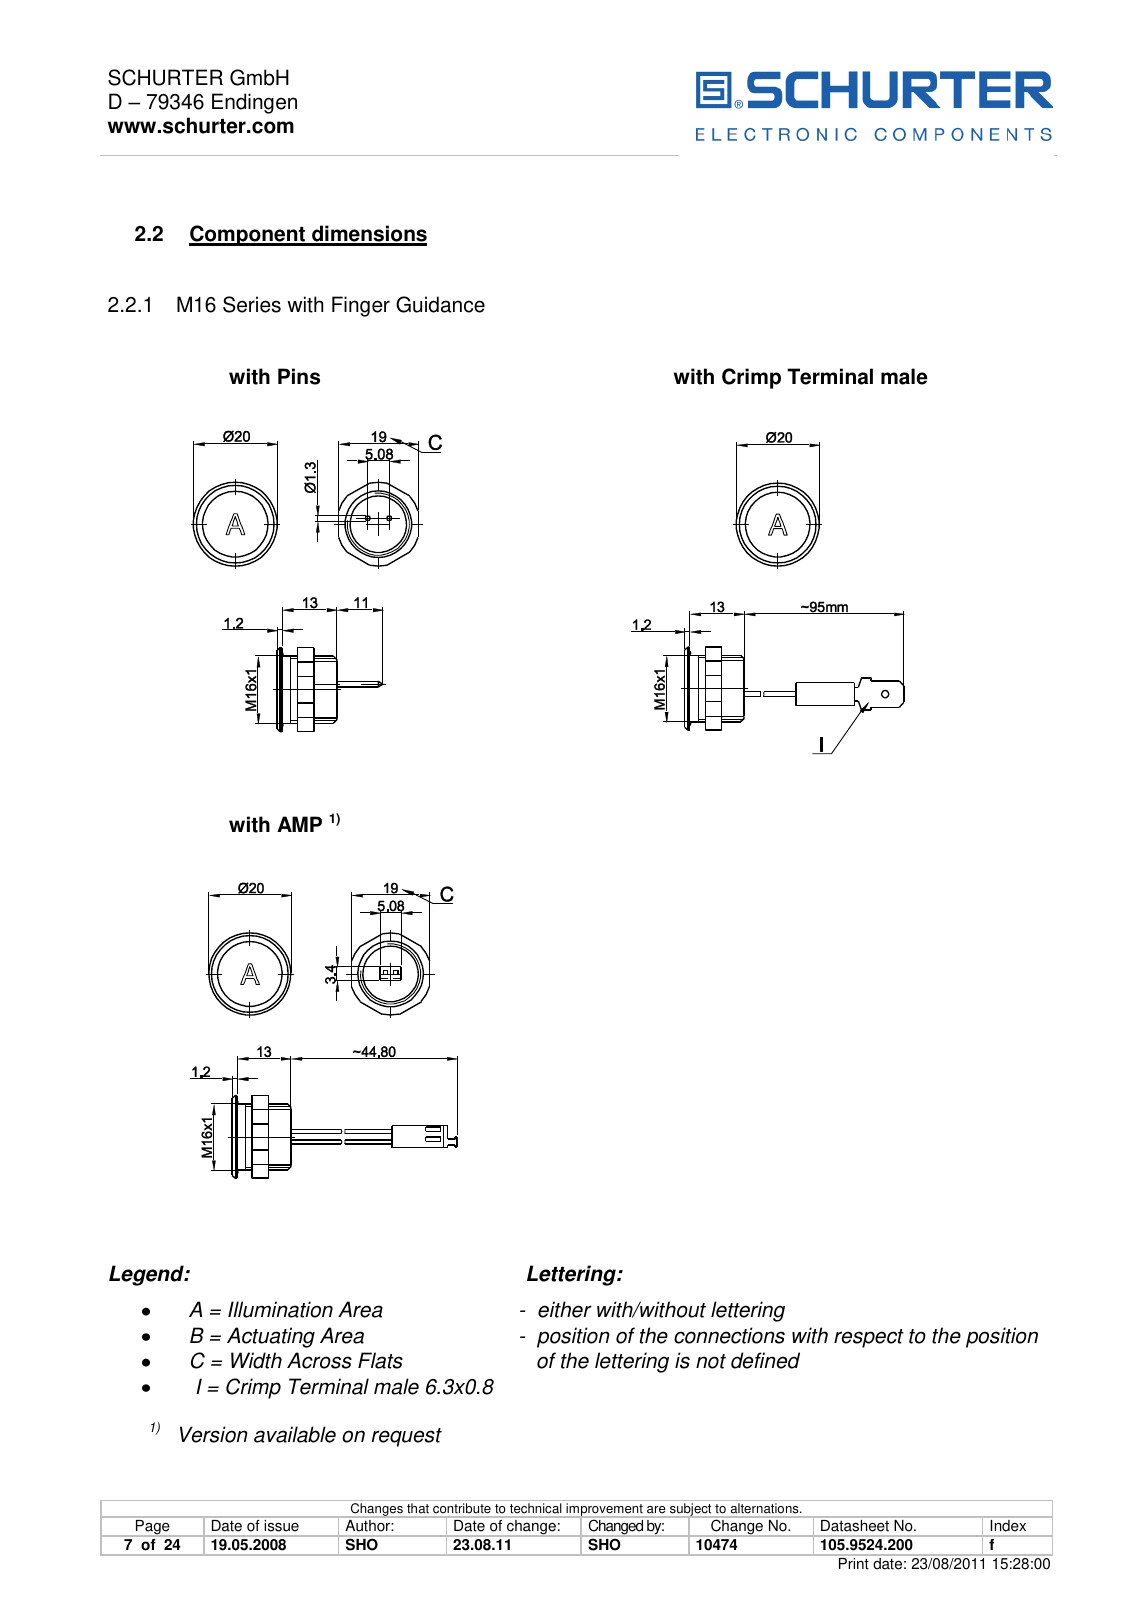 SCHURTER GmbH
D – 79346 Endingen
www.schurter.com
S ® SCHURTER
ELECTRONIC COMPONENTS
2.2 Component dimensions
2.2.1 M16 Series with Finger Guidance
with Pins
with Crimp Terminal male
Ø20
19
C
5.08
Ø1.3
A
13
11
1.2
M16x1
Ø20
A
13
~95mm
1.2
M16x1
I
with AMP 1)
Ø20
19
C
5.08
3.4
A
13
~44.80
1.2
M16x1
Legend:
• A = Illumination Area
• B = Actuating Area
• C = Width Across Flats
• I = Crimp Terminal male 6.3x0.8
1) Version available on request
Lettering:
- either with/without lettering
- position of the connections with respect to the position
of the lettering is not defined
Changes that contribute to technical improvement are subject to alternations.
Page Date of issue Author: Date of change: Changed by: Change No. Datasheet No. Index
7 of 24 19.05.2008 SHO 23.08.11 SHO 10474 105.9524.200 f
Print date: 23/08/2011 15:28:00